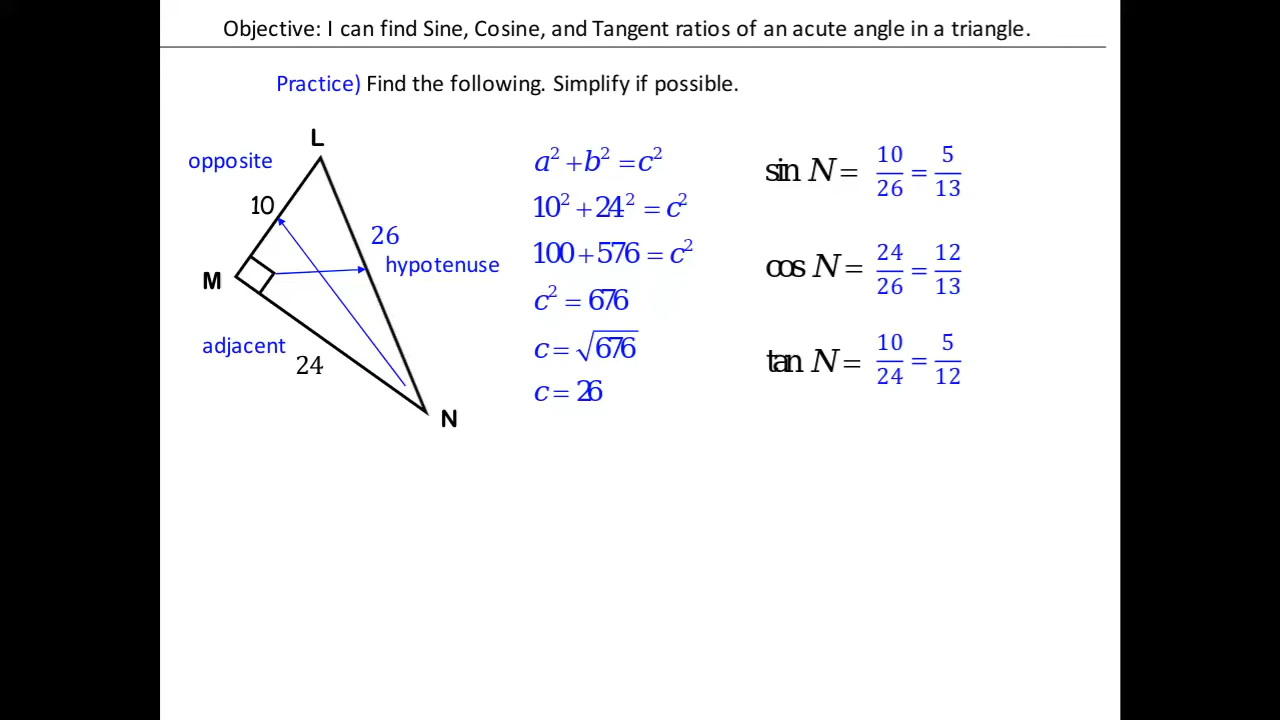 Objective: I can find Sine, Cosine, and Tangent ratios of an acute angle in a triangle.
Practice) Find the following. Simplify if possible.
L
opposite
10
26
hypotenuse
M
adjacent
24
N
a² + b² = c²
10² + 24² = c²
100 + 576 = c²
c² = 676
c = √676
c = 26
sin N = 10/26 = 5/13
cos N = 24/26 = 12/13
tan N = 10/24 = 5/12